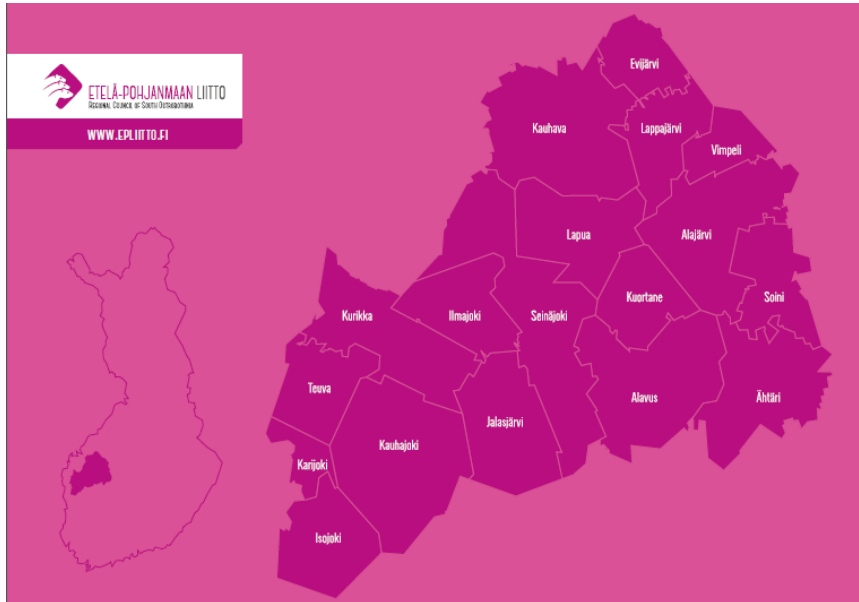 ETELÄ-POHJANMAAN LIITTO
REGIONAL COUNCIL OF SOUTH OSTROBOTHNIA
WWW.EPLIITTO.FI
Evijärvi
Kauhava
Lappajärvi
Vimpeli
Lapua
Alajärvi
Kurikka
Ilmajoki
Seinäjoki
Kuortane
Soini
Teuva
Alavus
Ähtäri
Kauhajoki
Jalasjärvi
Karijoki
Isojoki